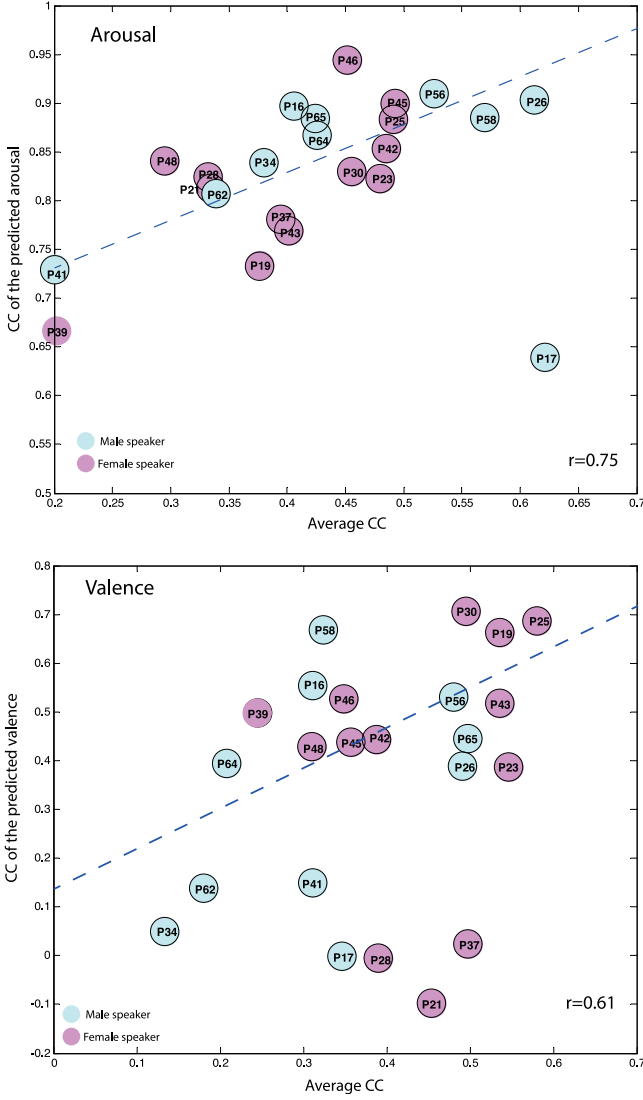 Arousal
CC of the predicted arousal
1
0.95
0.9
0.85
0.8
0.75
0.7
0.65
0.6
0.55
0.5
P46
P16
P65
P64
P45
P25
P56
P58
P26
P42
P48
P28
P21
P62
P34
P30
P23
P37
P43
P19
P41
P39
P17
Male speaker
Female speaker
r=0.75
0.2
0.25
0.3
0.35
0.4
0.45
0.5
0.55
0.6
0.65
0.7
Average CC
Valence
CC of the predicted valence
0.8
0.7
0.6
0.5
0.4
0.3
0.2
0.1
0
-0.1
-0.2
P58
P30
P19
P25
P16
P46
P39
P56
P43
P48
P45
P42
P65
P64
P26
P23
P62
P41
P34
P17
P28
P37
P21
Male speaker
Female speaker
r=0.61
0
0.1
0.2
0.3
0.4
0.5
0.6
0.7
Average CC